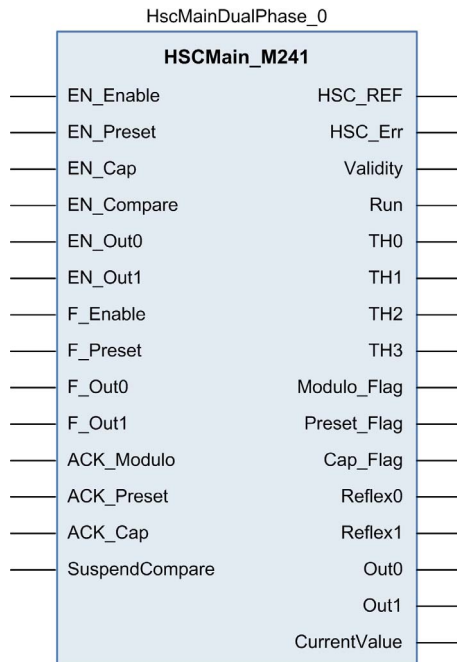 HscMainDualPhase_0
HSCMain_M241
EN_Enable HSC_REF
EN_Preset HSC_Err
EN_Cap Validity
EN_Compare Run
EN_Out0 TH0
EN_Out1 TH1
F_Enable TH2
F_Preset TH3
F_Out0 Modulo_Flag
F_Out1 Preset_Flag
ACK_Modulo Cap_Flag
ACK_Preset Reflex0
ACK_Cap Reflex1
SuspendCompare Out0
Out1
CurrentValue